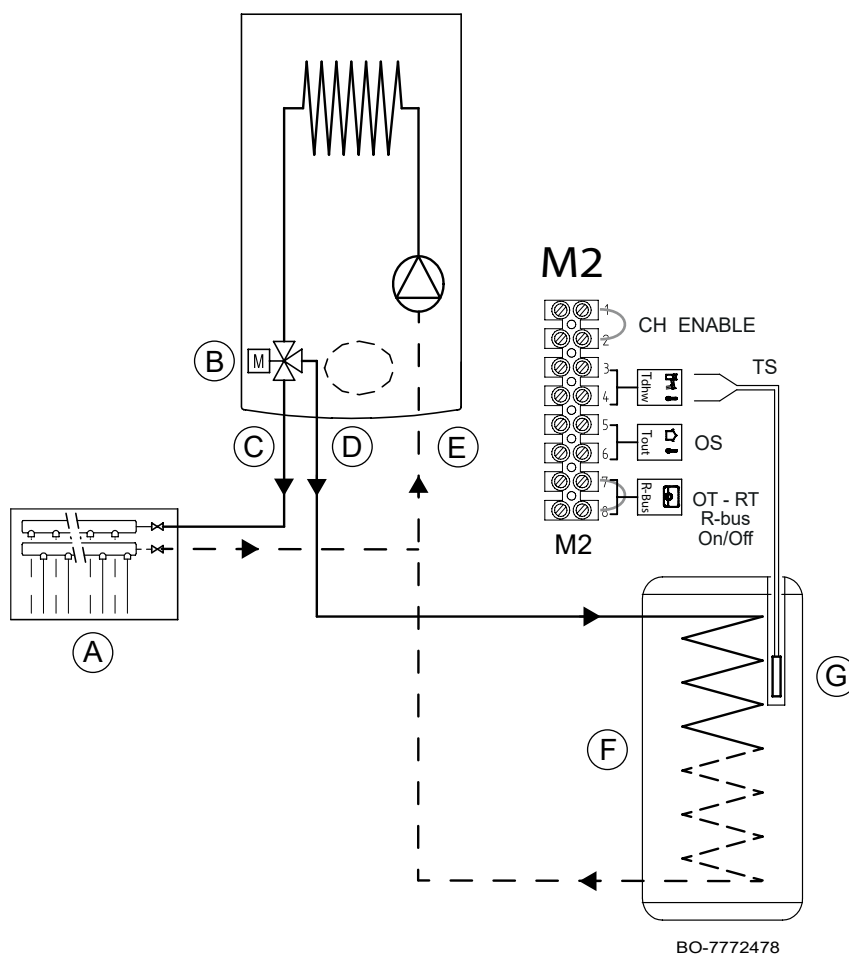 M2
1
CH ENABLE
2
B
M
3
Tdhw
TS
4
C
D
E
5
Tout
OS
6
7
R-Bus
OT - RT
R-bus
On/Off
8
M2
A
G
F
BO-7772478